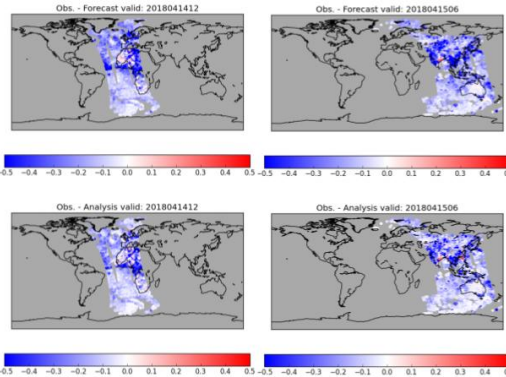 Obs. - Forecast valid: 2018041412
Obs. - Forecast valid: 2018041506
-0.5 -0.4 -0.3 -0.2 -0.1 0.0 0.1 0.2 0.3 0.4 0.5
-0.5 -0.4 -0.3 -0.2 -0.1 0.0 0.1 0.2 0.3 0.4
Obs. - Analysis valid: 2018041412
Obs. - Analysis valid: 2018041506
-0.5 -0.4 -0.3 -0.2 -0.1 0.0 0.1 0.2 0.3 0.4 0.5
-0.5 -0.4 -0.3 -0.2 -0.1 0.0 0.1 0.2 0.3 0.4